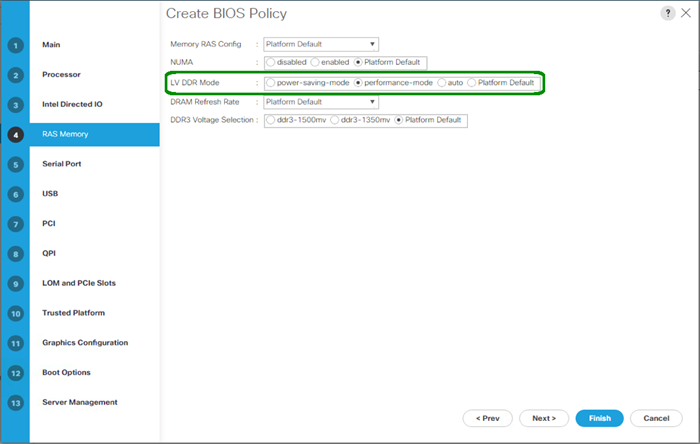 Create BIOS Policy
?
1 Main
2 Processor
3 Intel Directed IO
4 RAS Memory
5 Serial Port
6 USB
7 PCI
8 QPI
9 LOM and PCIe Slots
10 Trusted Platform
11 Graphics Configuration
12 Boot Options
13 Server Management
Memory RAS Config : Platform Default
NUMA : disabled enabled Platform Default
LV DDR Mode : power-saving-mode performance-mode auto Platform Default
DRAM Refresh Rate : Platform Default
DDR3 Voltage Selection : ddr3-1500mv ddr3-1350mv Platform Default
< Prev Next > Finish Cancel